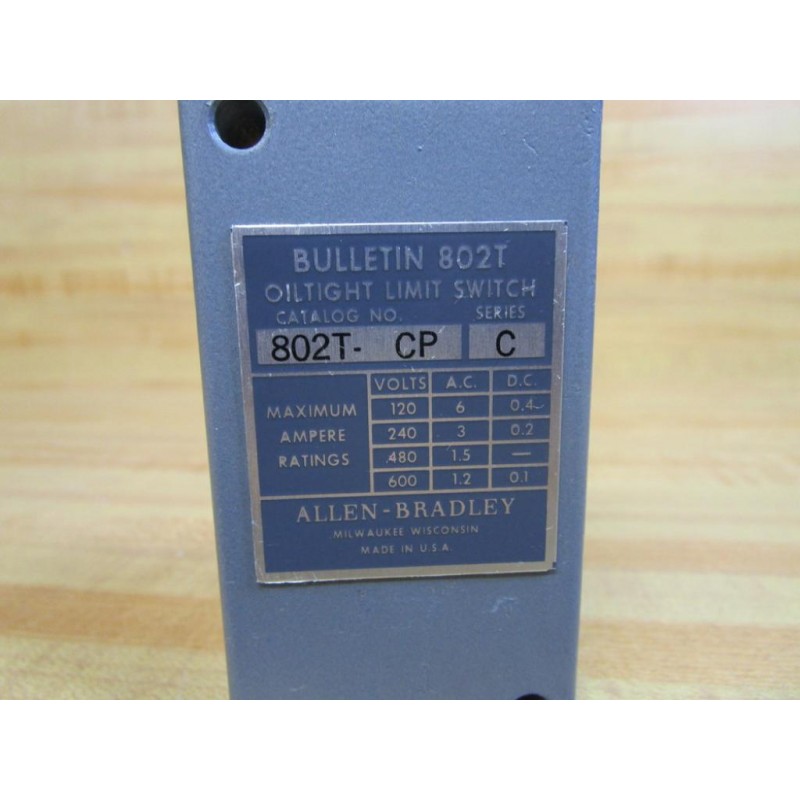 BULLETIN 802T
OILTIGHT LIMIT SWITCH
CATALOG NO. SERIES
802T- CP C
VOLTS A.C. D.C.
MAXIMUM AMPERE RATINGS
120 6 0.4
240 3 0.2
480 1.5 —
600 1.2 0.1
ALLEN-BRADLEY
MILWAUKEE WISCONSIN
MADE IN U.S.A